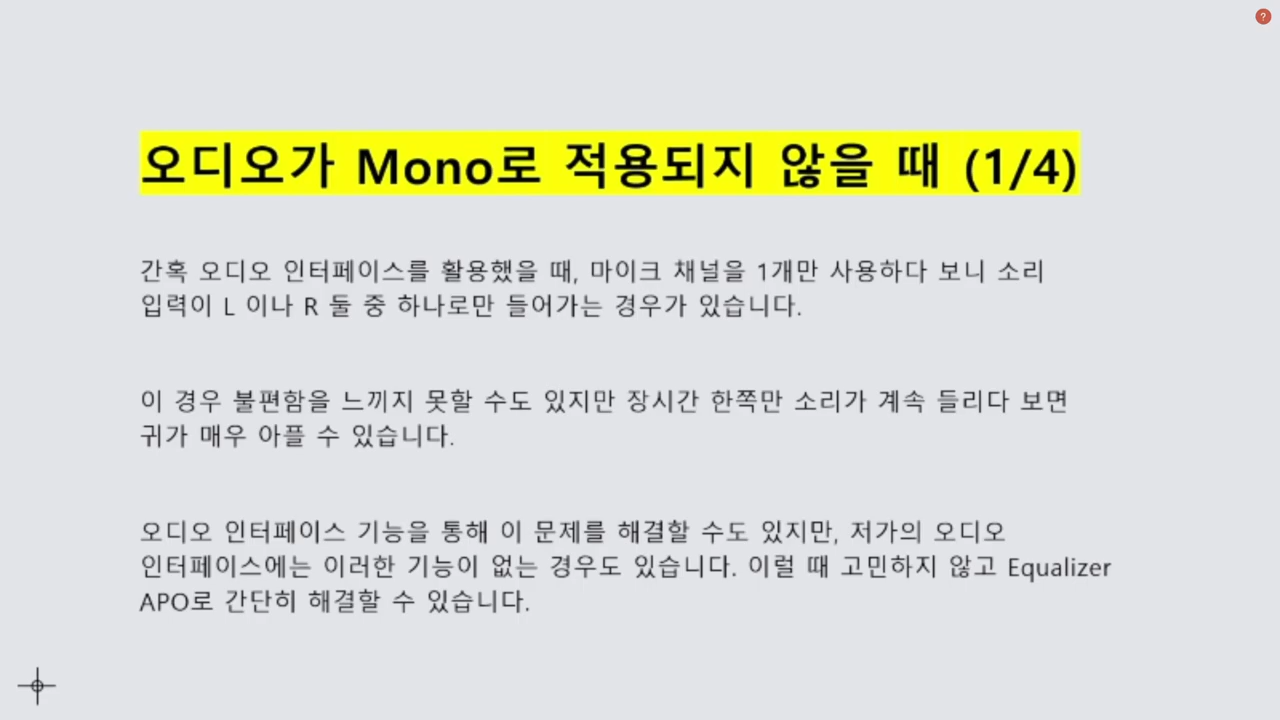 오디오가 Mono로 적용되지 않을 때 (1/4)
간혹 오디오 인터페이스를 활용했을 때, 마이크 채널을 1개만 사용하다 보니 소리
입력이 L 이나 R 둘 중 하나로만 들어가는 경우가 있습니다.
이 경우 불편함을 느끼지 못할 수도 있지만 장시간 한쪽만 소리가 계속 들리다 보면
귀가 매우 아플 수 있습니다.
오디오 인터페이스 기능을 통해 이 문제를 해결할 수도 있지만, 저가의 오디오
인터페이스에는 이러한 기능이 없는 경우도 있습니다. 이럴 때 고민하지 않고 Equalizer
APO로 간단히 해결할 수 있습니다.
?